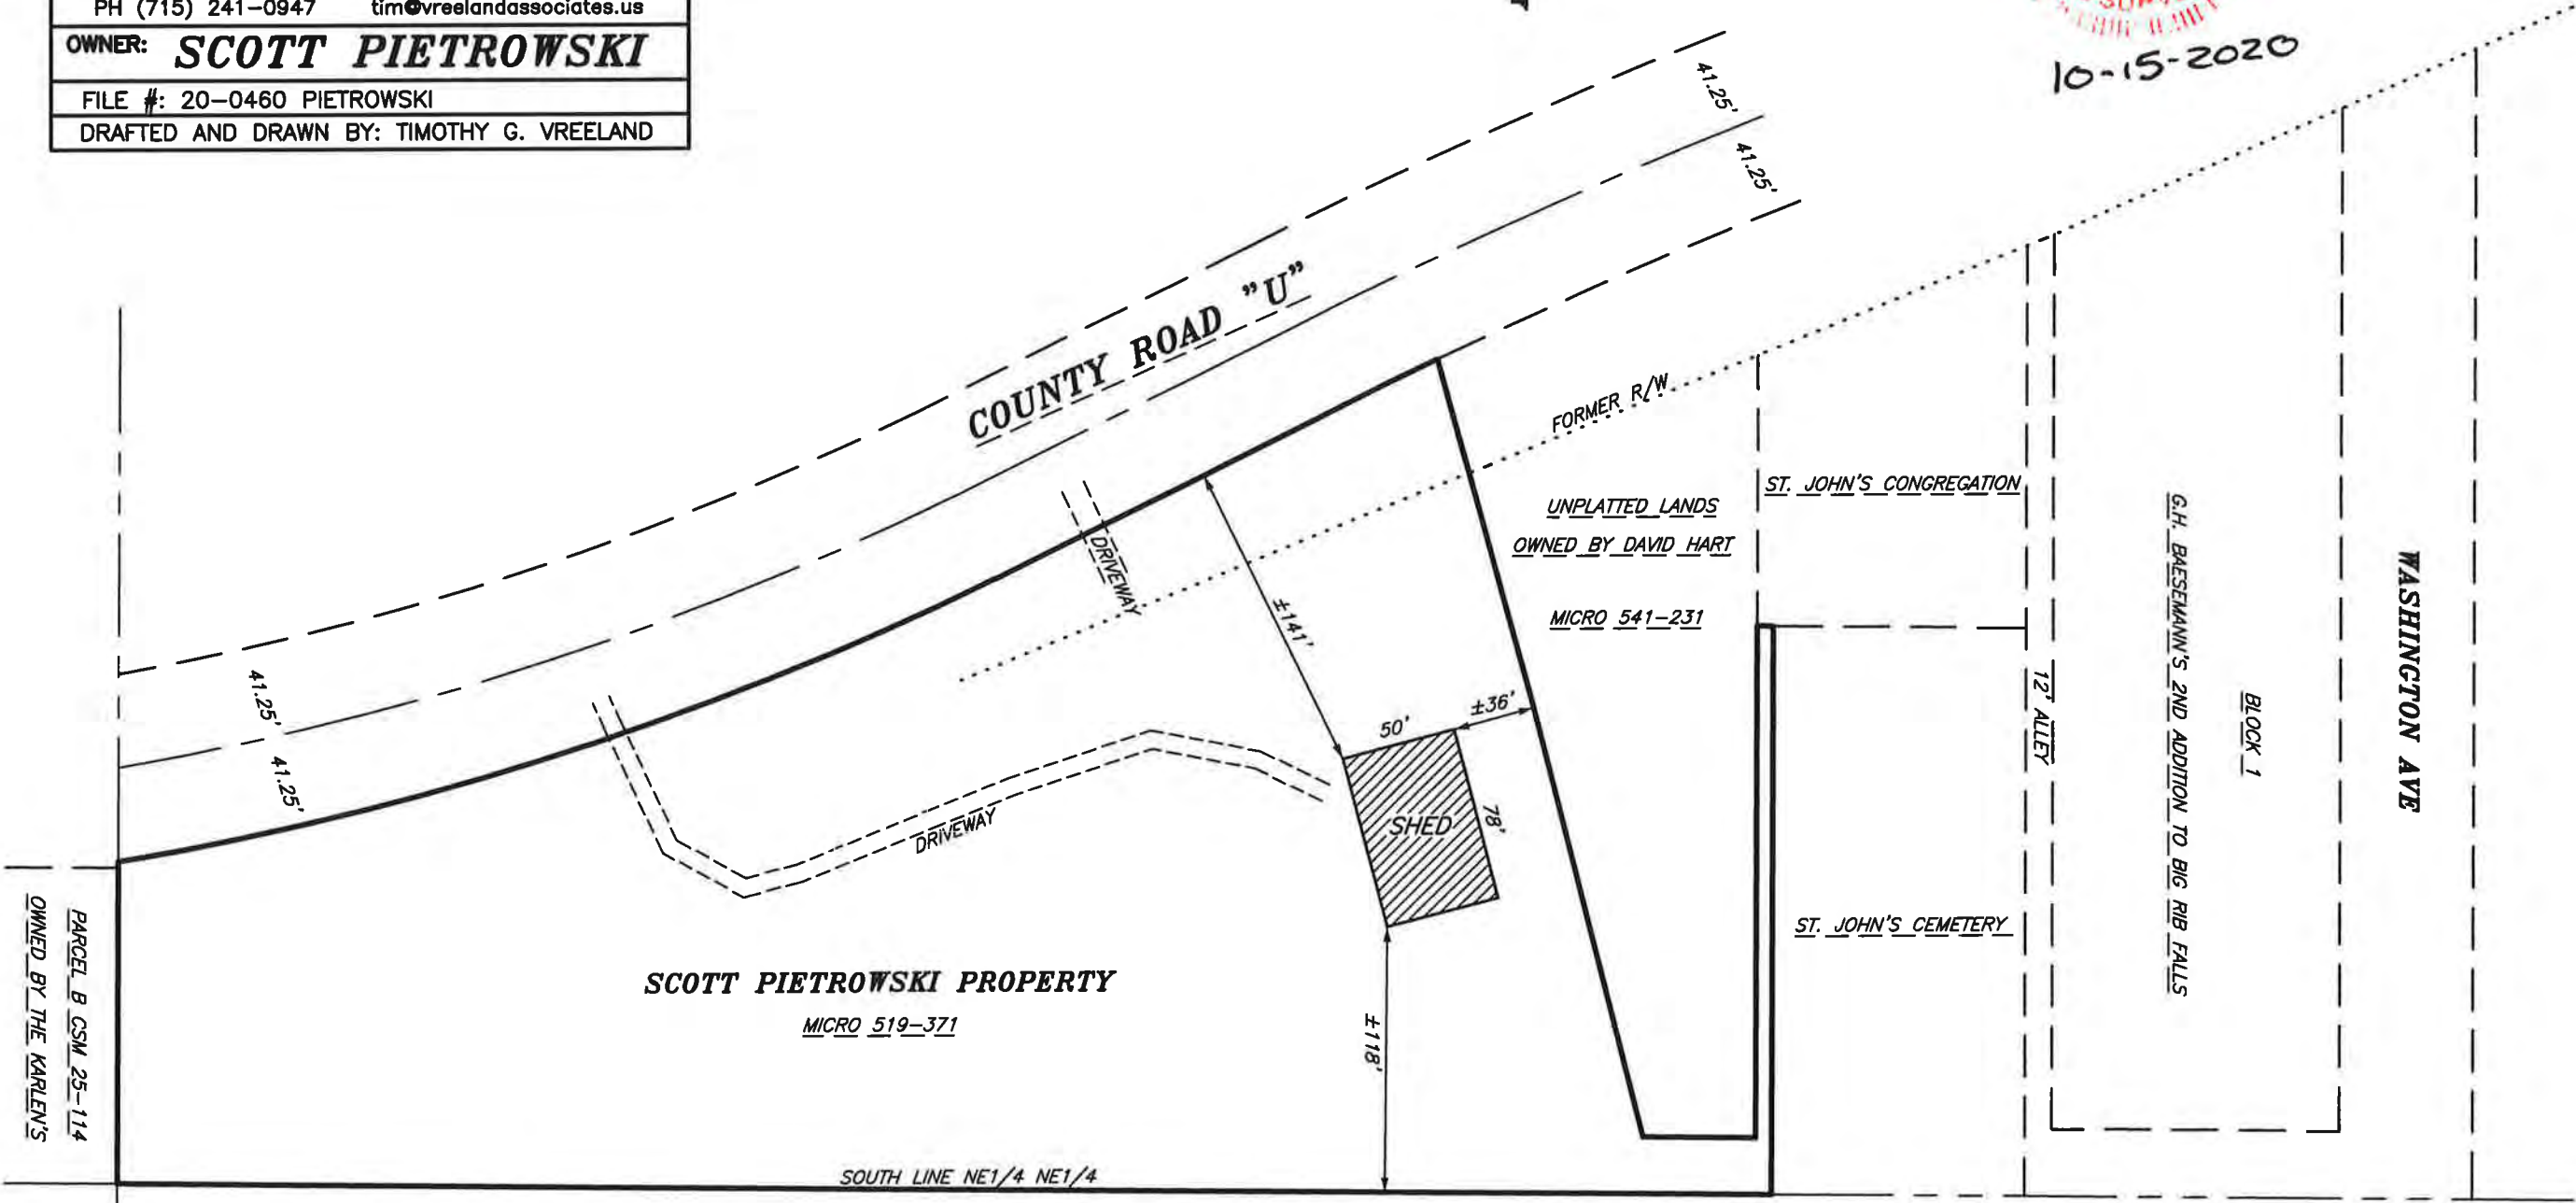 PH (715) 241-0947 tim@vreelandassociates.us
OWNER: SCOTT PIETROWSKI
FILE #: 20-0460 PIETROWSKI
DRAFTED AND DRAWN BY: TIMOTHY G. VREELAND
10-15-2020
41.25'
41.25'
COUNTY ROAD "U"
FORMER R/W
DRIVEWAY
UNPLATTED LANDS
OWNED BY DAVID HART
MICRO 541-231
ST. JOHN'S CONGREGATION
12' ALLEY
G.H. BAESEMANN'S 2ND ADDITION TO BIG RIB FALLS
BLOCK 1
WASHINGTON AVE
±141'
41.25'
41.25'
50'
±36'
78'
SHED
DRIVEWAY
±118'
ST. JOHN'S CEMETERY
SCOTT PIETROWSKI PROPERTY
MICRO 519-371
PARCEL B CSM 25-114
OWNED BY THE KARLEN'S
SOUTH LINE NE1/4 NE1/4